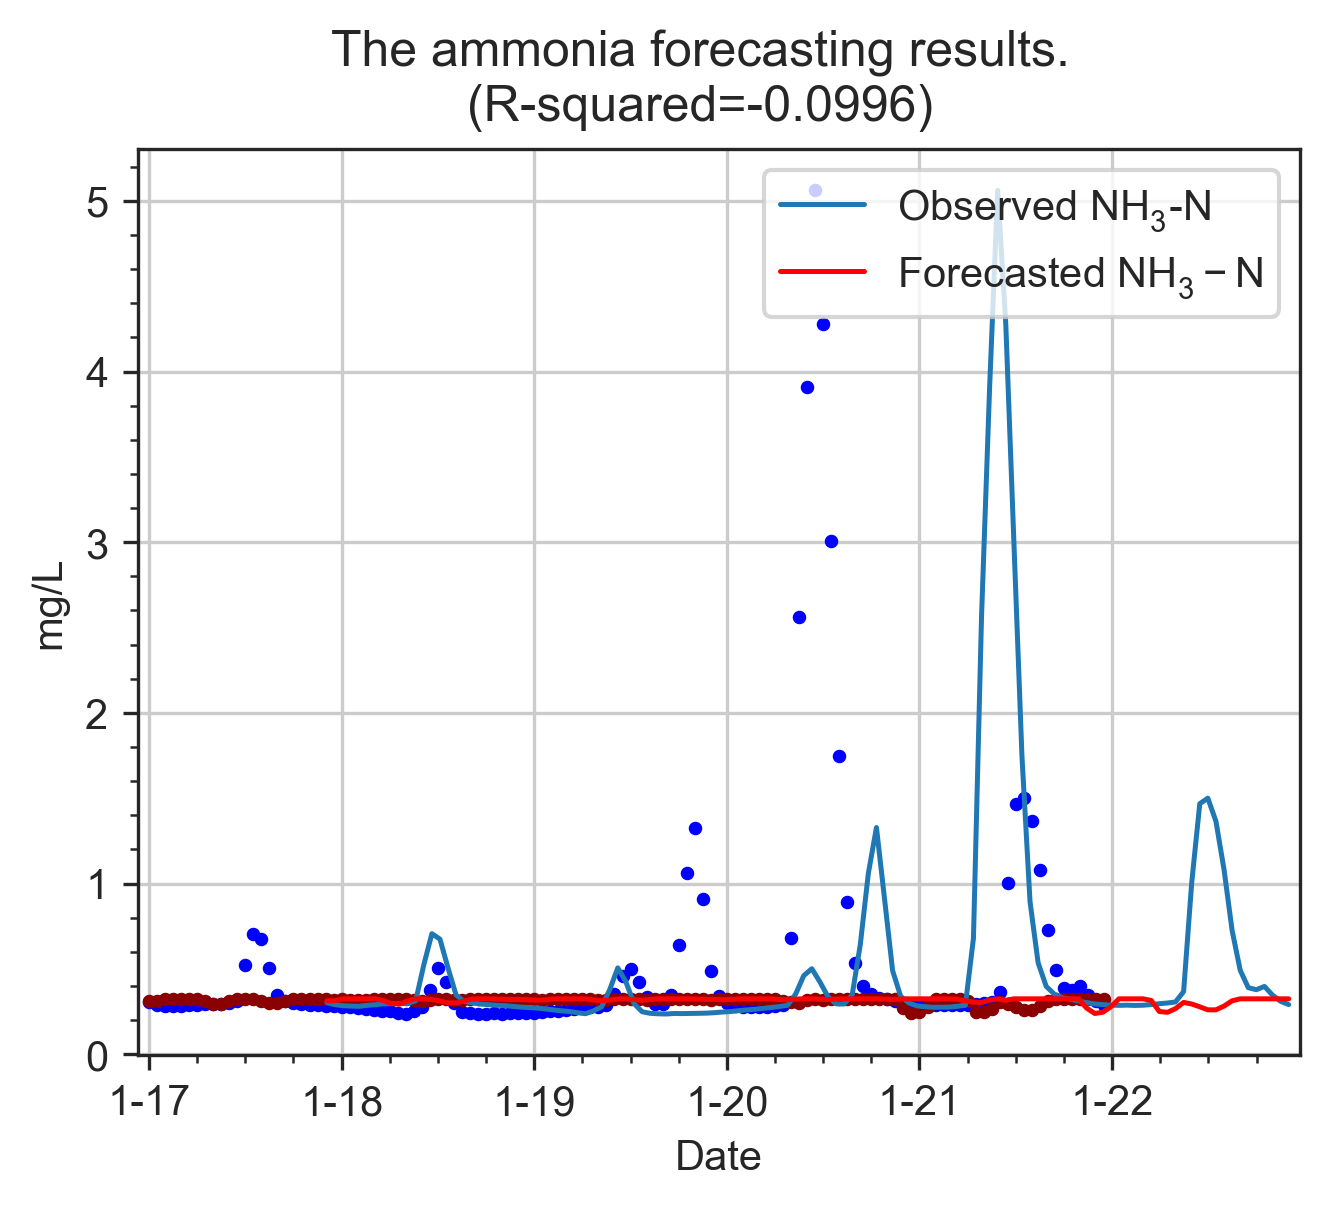 The ammonia forecasting results.
(R-squared=-0.0996)
Observed NH₃-N
Forecasted NH₃ − N
5
4
3
2
1
0
mg/L
1-17 1-18 1-19 1-20 1-21 1-22
Date